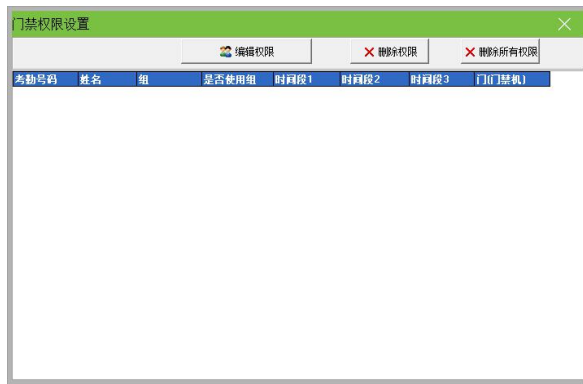 门禁权限设置
编辑权限 删除权限 删除所有权限
考勤号码 姓名 组 是否使用组 时间段1 时间段2 时间段3 门(门禁机)